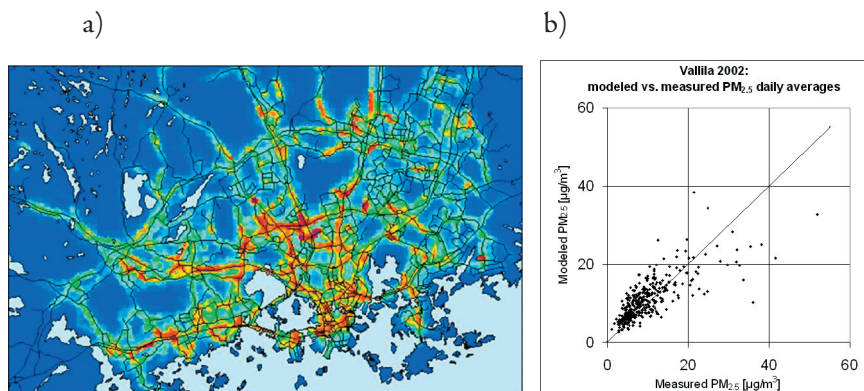 a)
b)
Vallila 2002:
modeled vs. measured PM2.5 daily averages
60
40
20
0
Modeled PM2.5 [µg/m³]
0 20 40 60
Measured PM2.5 [µg/m³]